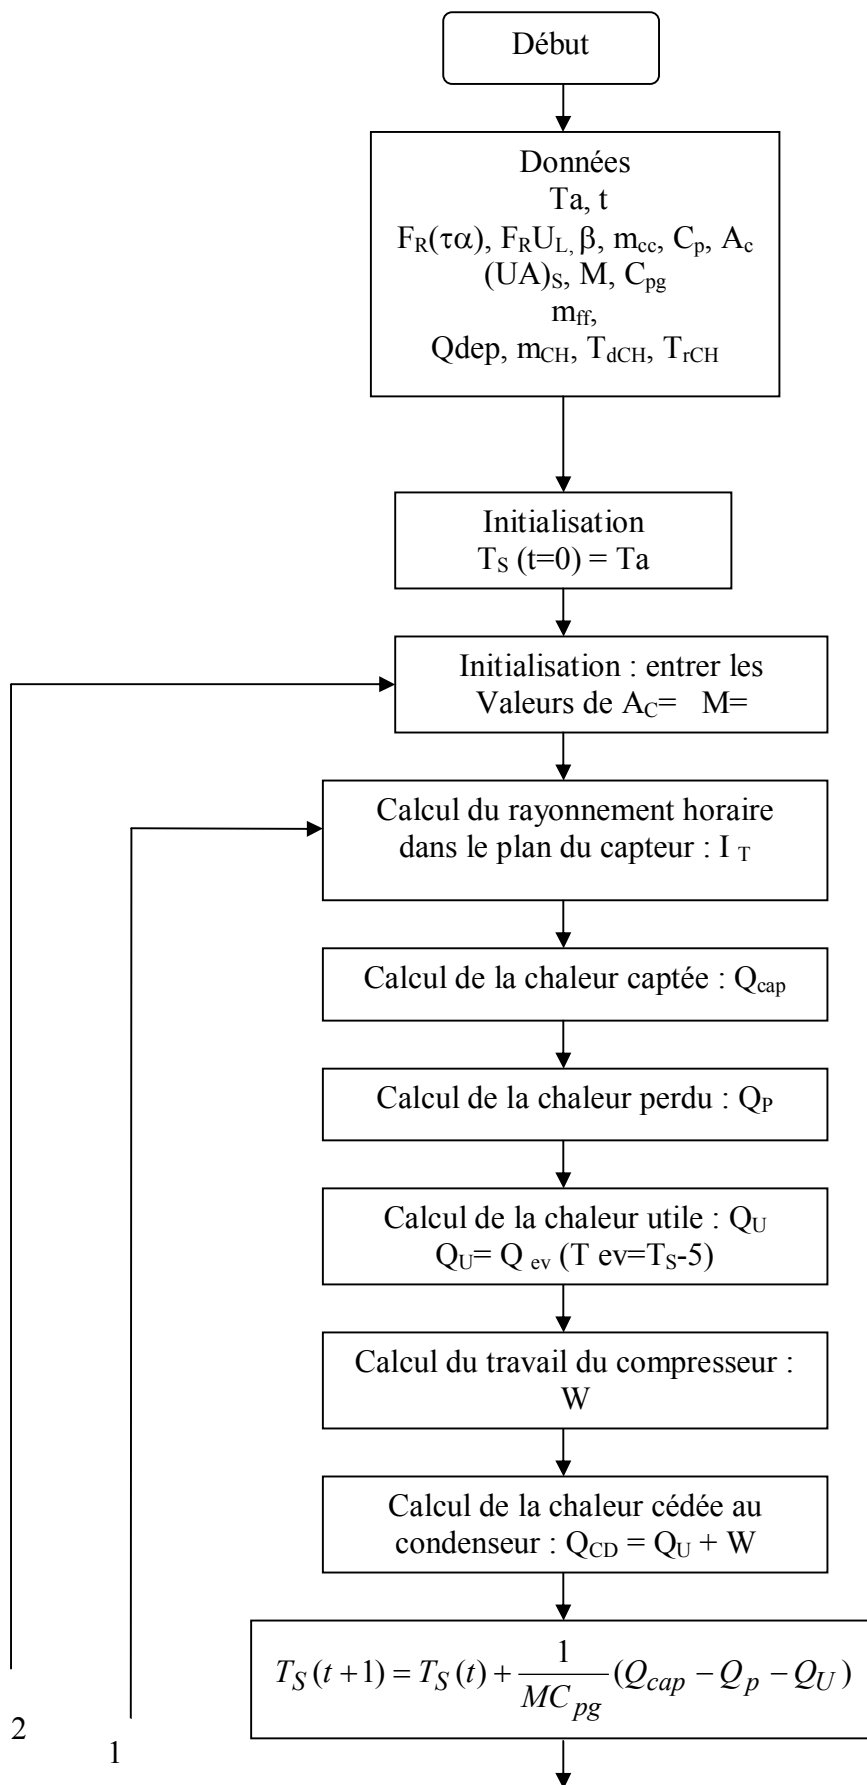 Début
Données
Ta, t
F_R(τα), F_RU_L, β, m_cc, C_p, A_c
(UA)_S, M, C_pg
m_ff,
Qdep, m_CH, T_dCH, T_rCH
Initialisation
T_S (t=0) = Ta
Initialisation : entrer les
Valeurs de A_C= M=
Calcul du rayonnement horaire
dans le plan du capteur : I_T
Calcul de la chaleur captée : Q_cap
Calcul de la chaleur perdu : Q_P
Calcul de la chaleur utile : Q_U
Q_U= Q_ev (T ev=T_S-5)
Calcul du travail du compresseur :
W
Calcul de la chaleur cédée au
condenseur : Q_CD = Q_U + W
T_S(t+1) = T_S(t) + 1/(MC_pg) (Q_cap − Q_p − Q_U)
2
1